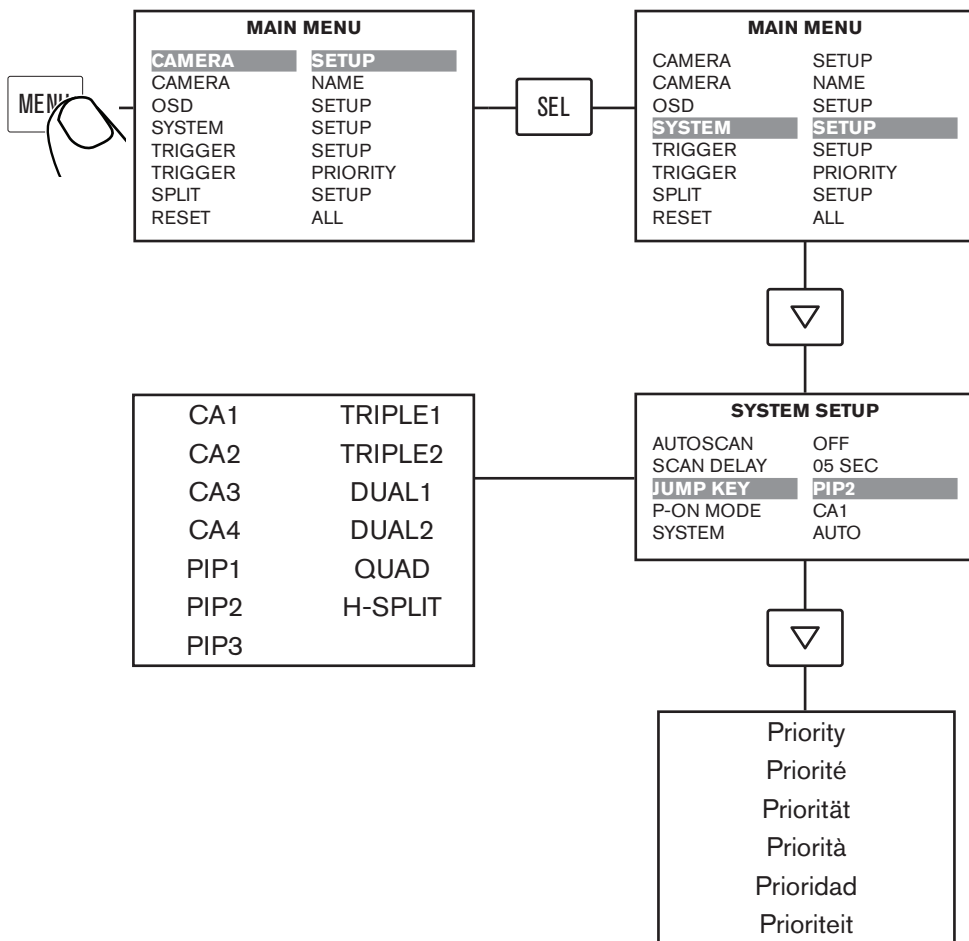 MAIN MENU
CAMERA SETUP
CAMERA NAME
OSD SETUP
SYSTEM SETUP
TRIGGER SETUP
TRIGGER PRIORITY
SPLIT SETUP
RESET ALL
MENU
SEL
MAIN MENU
CAMERA SETUP
CAMERA NAME
OSD SETUP
SYSTEM SETUP
TRIGGER SETUP
TRIGGER PRIORITY
SPLIT SETUP
RESET ALL
CA1 TRIPLE1
CA2 TRIPLE2
CA3 DUAL1
CA4 DUAL2
PIP1 QUAD
PIP2 H-SPLIT
PIP3
SYSTEM SETUP
AUTOSCAN OFF
SCAN DELAY 05 SEC
JUMP KEY PIP2
P-ON MODE CA1
SYSTEM AUTO
Priority
Priorité
Priorität
Priorità
Prioridad
Prioriteit